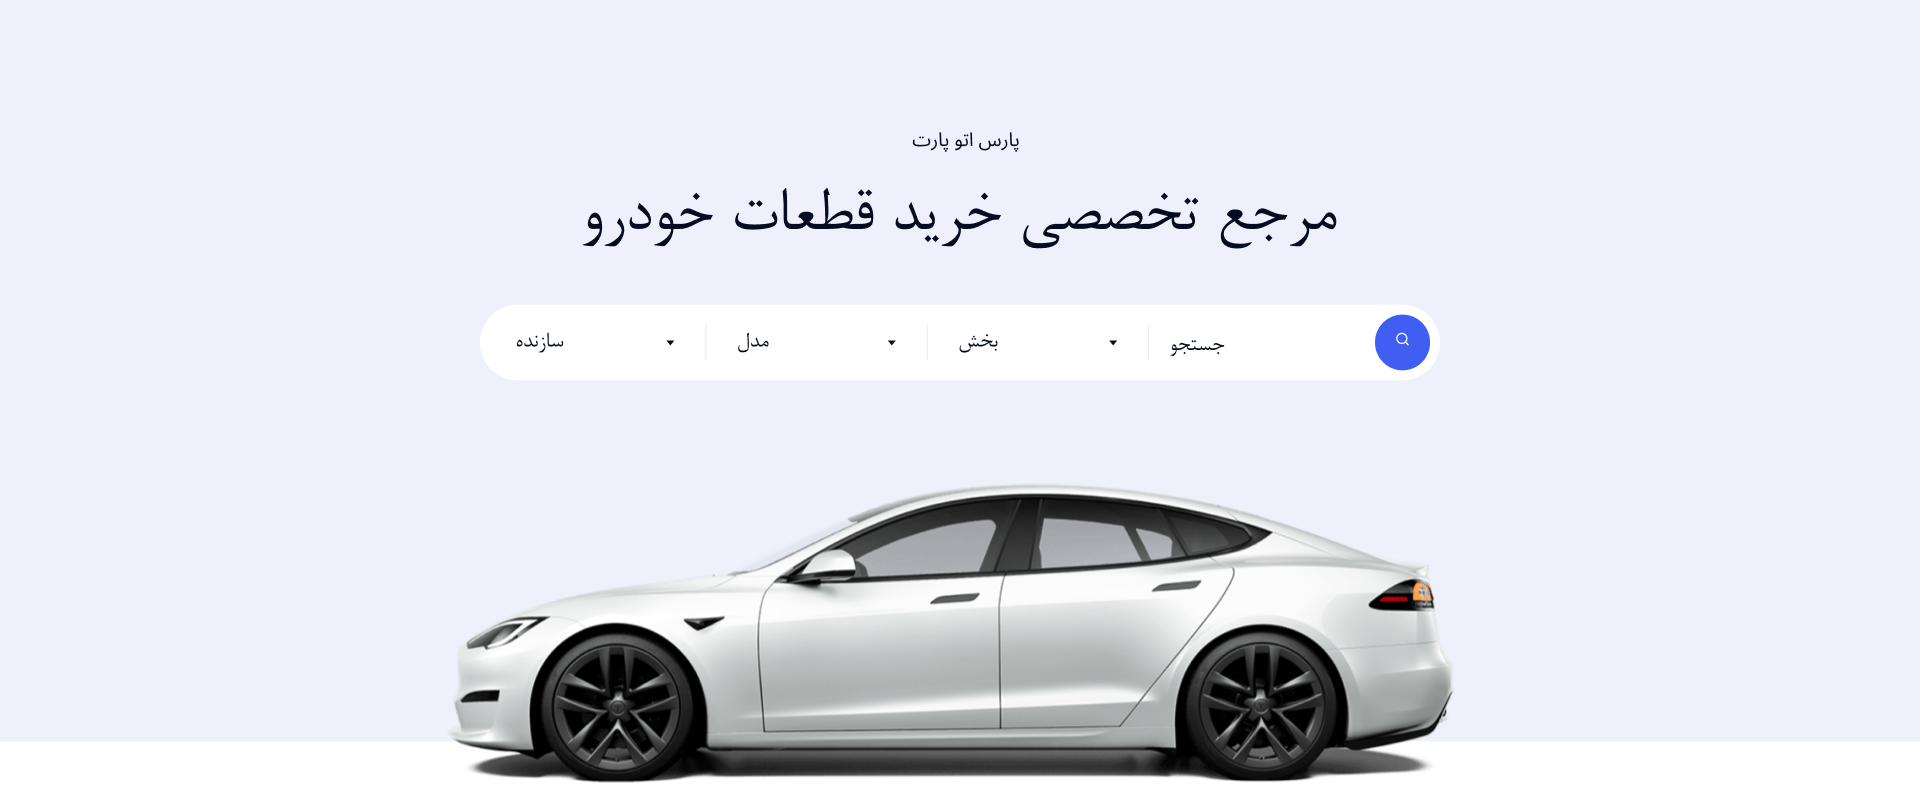 پارس اتو پارت
مرجع تخصصی خرید قطعات خودرو
سازنده
مدل
بخش
جستجو